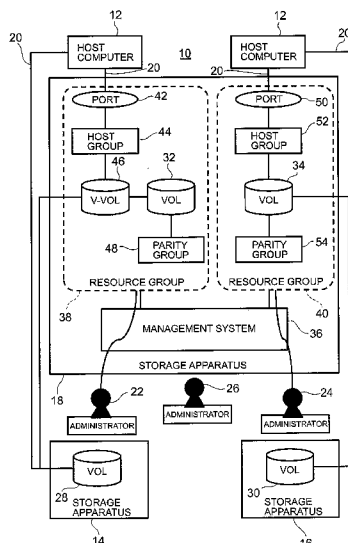 12
12
20
HOST COMPUTER
10
HOST COMPUTER
20
20
20
PORT
42
PORT
50
HOST GROUP
44
HOST GROUP
52
46
32
34
V-VOL
VOL
VOL
48
PARITY GROUP
PARITY GROUP
54
RESOURCE GROUP
RESOURCE GROUP
38
40
MANAGEMENT SYSTEM
36
STORAGE APPARATUS
18
22
26
24
ADMINISTRATOR
ADMINISTRATOR
ADMINISTRATOR
VOL
VOL
28
STORAGE APPARATUS
30
STORAGE APPARATUS
14
16